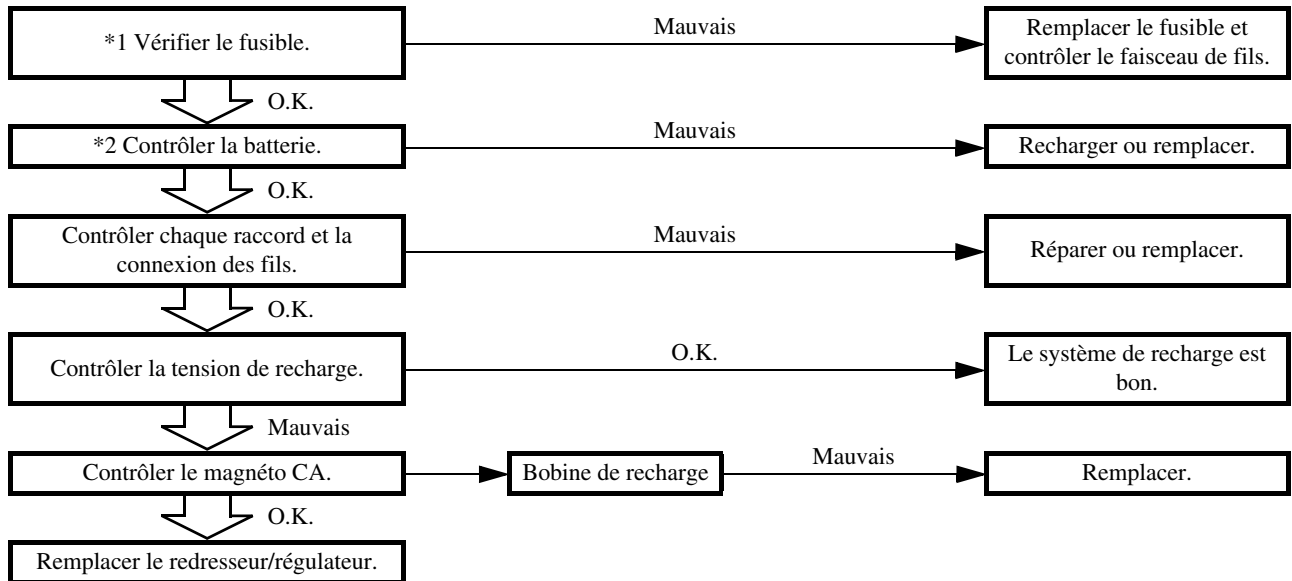 *1 Vérifier le fusible.
Mauvais
Remplacer le fusible et
contrôler le faisceau de fils.
O.K.
*2 Contrôler la batterie.
Mauvais
Recharger ou remplacer.
O.K.
Contrôler chaque raccord et la
connexion des fils.
Mauvais
Réparer ou remplacer.
O.K.
Contrôler la tension de recharge.
O.K.
Le système de recharge est
bon.
Mauvais
Contrôler le magnéto CA.
Bobine de recharge
Mauvais
Remplacer.
O.K.
Remplacer le redresseur/régulateur.